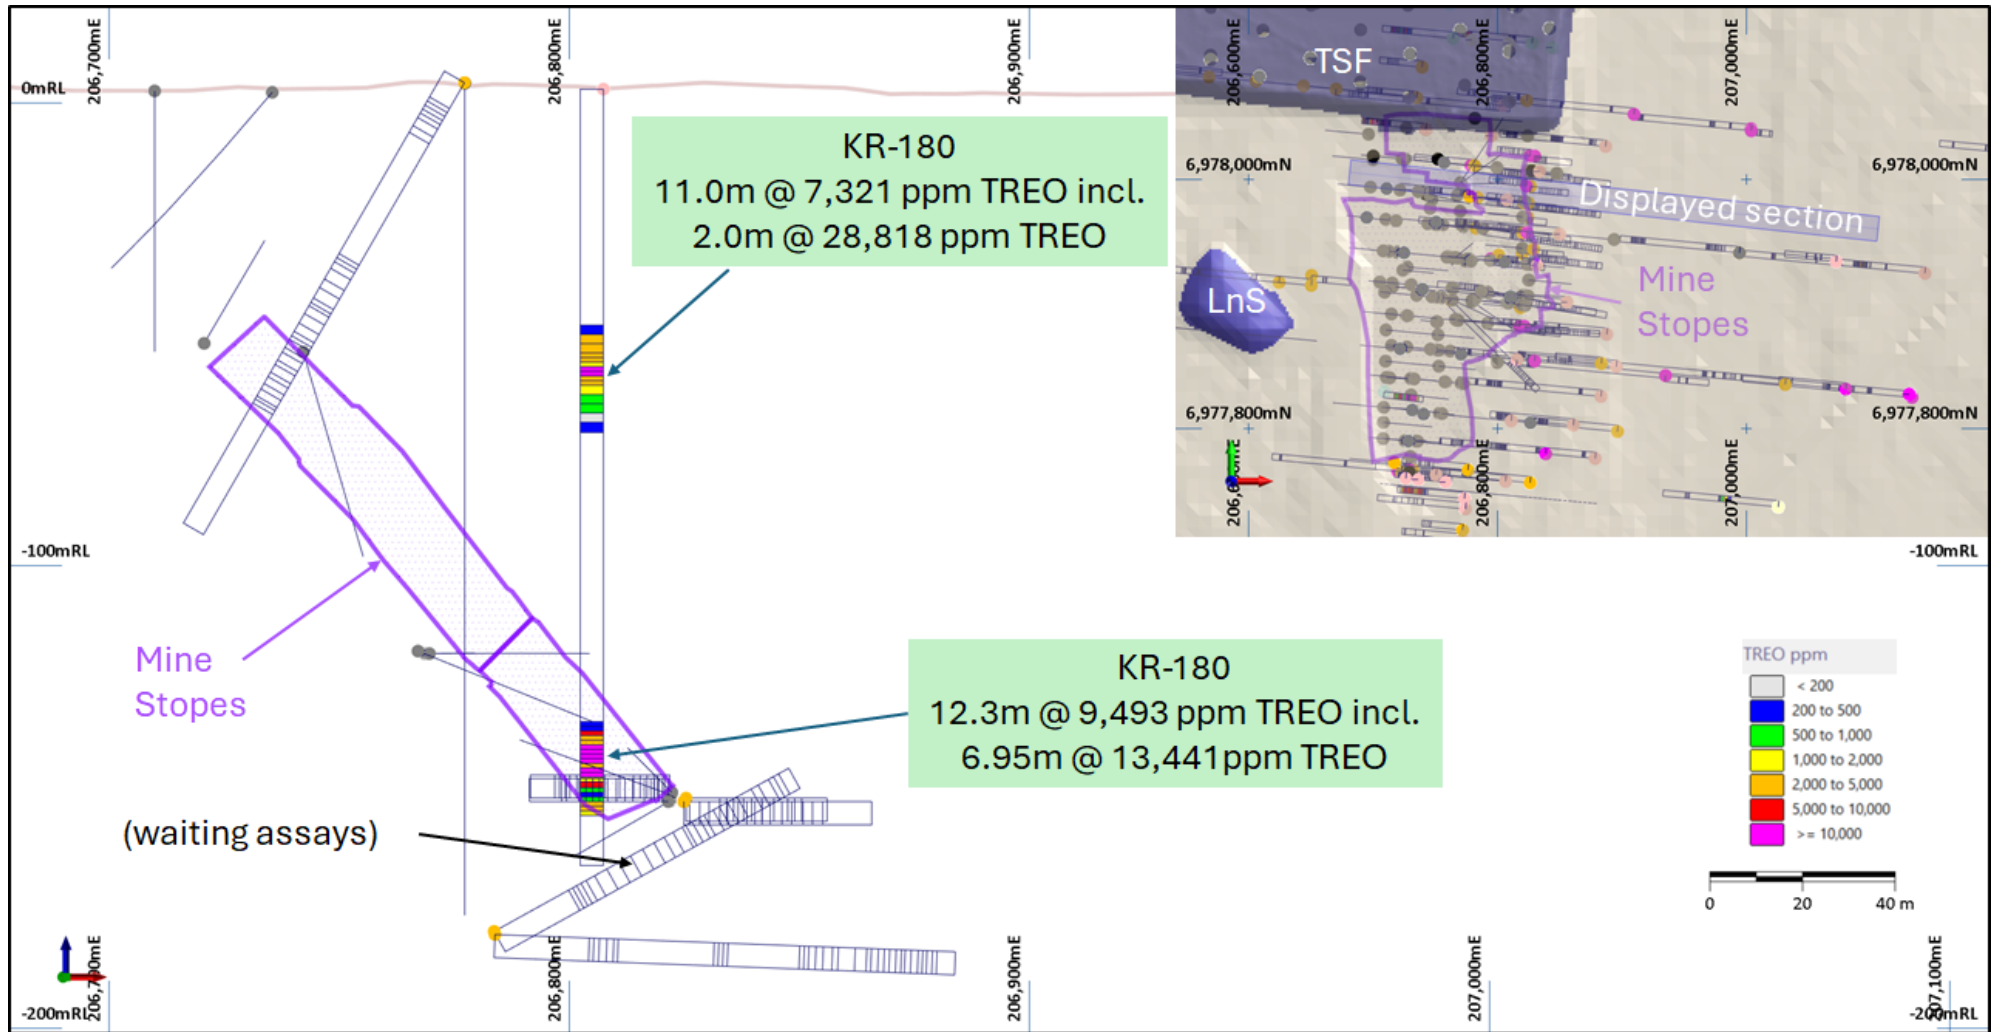 206,700mE
206,800mE
206,900mE
0mRL
KR-180
11.0m @ 7,321 ppm TREO incl.
2.0m @ 28,818 ppm TREO
206,600mE
206,800mE
207,000mE
TSF
6,978,000mN
6,978,000mN
Displayed section
LnS
Mine
Stopes
6,977,800mN
6,977,800mN
206,800mE
207,000mE
-100mRL
-100mRL
Mine
Stopes
KR-180
12.3m @ 9,493 ppm TREO incl.
6.95m @ 13,441ppm TREO
(waiting assays)
TREO ppm
< 200
200 to 500
500 to 1,000
1,000 to 2,000
2,000 to 5,000
5,000 to 10,000
>= 10,000
0 20 40 m
206,800mE
206,900mE
207,000mE
207,100mE
-200mRL
-200mRL